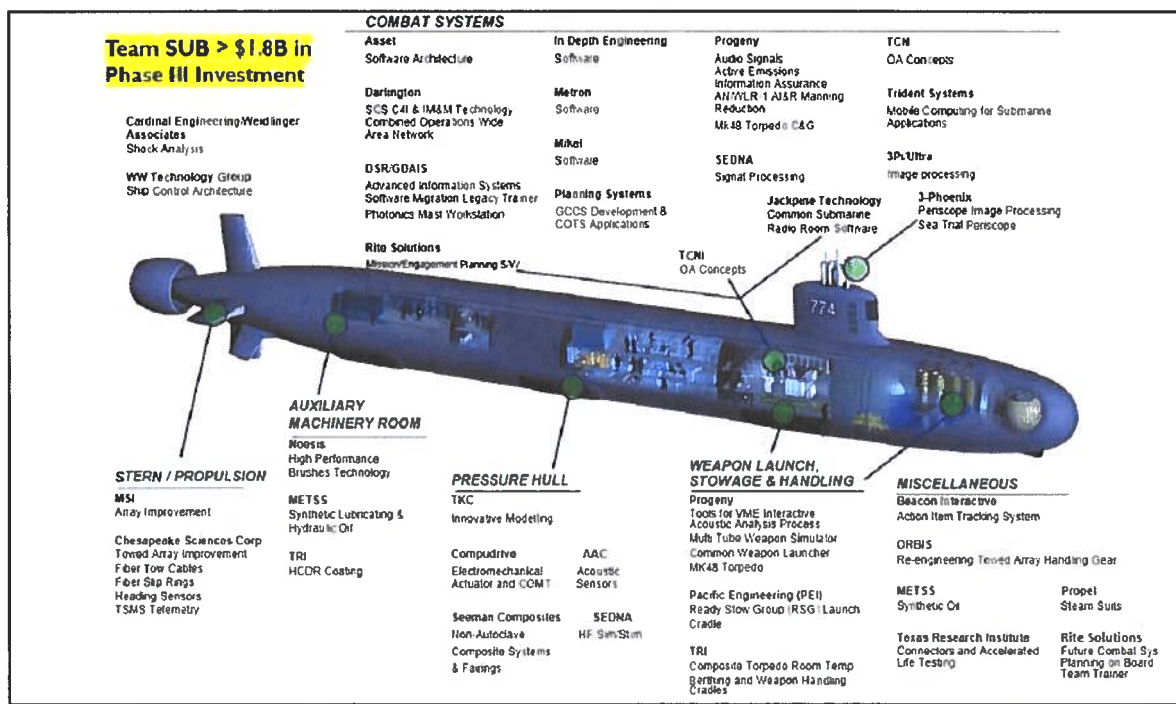 Team SUB > $1.8B in
Phase III Investment
Cardinal Engineering/Weidlinger
Associates
Shock Analysis
WW Technology Group
Ship Control Architecture
COMBAT SYSTEMS
Asset
Software Architecture
Darlington
SCS C4I & IM&M Technology
Combined Operations Wide
Area Network
DSR/GDAIS
Advanced Information Systems
Software Migration Legacy Trainer
Photonics Mast Workstation
Rite Solutions
Mission/Engagement Planning S/W
In Depth Engineering
Software
Metron
Software
Mikel
Software
Planning Systems
GCCS Development &
COTS Applications
Progeny
Audio Signals
Active Emissions
Information Assurance
AN/WLR-1 AI&R Manning
Reduction
Mk48 Torpedo C&G
SEDNA
Signal Processing
Jackpine Technology
Common Submarine
Radio Room Software
TCNI
OA Concepts
TCN
OA Concepts
Trident Systems
Mobile Computing for Submarine
Applications
3Pi/Ultra
Image processing
3-Phoenix
Periscope Image Processing
Sea Trial Periscope
774
STERN / PROPULSION
MSI
Array Improvement
Chesapeake Sciences Corp
Towed Array Improvement
Fiber Tow Cables
Fiber Slip Rings
Heading Sensors
TSMS Telemetry
AUXILIARY
MACHINERY ROOM
Noesis
High Performance
Brushes Technology
METSS
Synthetic Lubricating &
Hydraulic Oil
TRI
HCDR Coating
PRESSURE HULL
TKC
Innovative Modelling
Compudrive
Electromechanical
Actuator and COMT
AAC
Acoustic
Sensors
Seeman Composites
Non-Autoclave
Composite Systems
& Fairings
SEDNA
HF Sim/Stim
WEAPON LAUNCH,
STOWAGE & HANDLING
Progeny
Tools for VME Interactive
Acoustic Analysis Process
Multi Tube Weapon Simulator
Common Weapon Launcher
MK48 Torpedo
Pacific Engineering (PEI)
Ready Stow Group (RSG) Launch
Cradle
TRI
Composite Torpedo Room Temp
Berthing and Weapon Handling
Cradles
MISCELLANEOUS
Beacon Interactive
Action Item Tracking System
ORBIS
Re-engineering Towed Array Handling Gear
METSS
Synthetic Oil
Propel
Steam Suits
Texas Research Institute
Connectors and Accelerated
Life Testing
Rite Solutions
Future Combat Sys
Planning on Board
Team Trainer